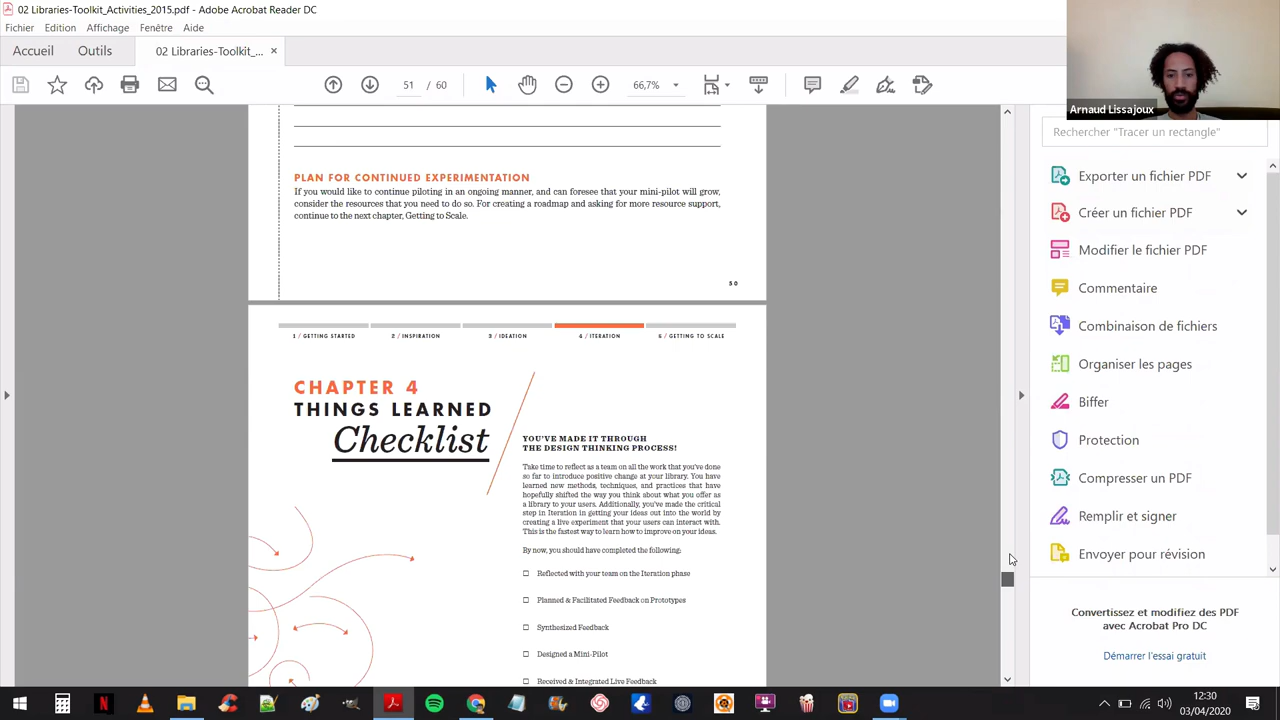 02 Libraries-Toolkit_Activities_2015.pdf - Adobe Acrobat Reader DC
Fichier Edition Affichage Fenêtre Aide
Accueil Outils 02 Libraries-Toolkit_... ×
51 / 60 66,7%
Arnaud Lissajoux
Rechercher "Tracer un rectangle"
Exporter un fichier PDF
Créer un fichier PDF
Modifier le fichier PDF
Commentaire
Combinaison de fichiers
Organiser les pages
Biffer
Protection
Compresser un PDF
Remplir et signer
Envoyer pour révision
Convertissez et modifiez des PDF
avec Acrobat Pro DC
Démarrer l'essai gratuit
PLAN FOR CONTINUED EXPERIMENTATION
If you would like to continue piloting in an ongoing manner, and can foresee that your mini-pilot will grow,
consider the resources that you need to do so. For creating a roadmap and asking for more resource support,
continue to the next chapter, Getting to Scale.
50
1 / GETTING STARTED 2 / INSPIRATION 3 / IDEATION 4 / ITERATION 5 / GETTING TO SCALE
CHAPTER 4
THINGS LEARNED
Checklist
YOU'VE MADE IT THROUGH
THE DESIGN THINKING PROCESS!
Take time to reflect as a team on all the work that you've done
so far to introduce positive change at your library. You have
learned new methods, techniques, and practices that have
hopefully shifted the way you think about what you offer as
a library to your users. Additionally, you've made the critical
step in Iteration in getting your ideas out into the world by
creating a live experiment that your users can interact with.
This is the fastest way to learn how to improve on your ideas.
By now, you should have completed the following:
Reflected with your team on the Iteration phase
Planned & Facilitated Feedback on Prototypes
Synthesized Feedback
Designed a Mini-Pilot
Received & Integrated Live Feedback
12:30
03/04/2020